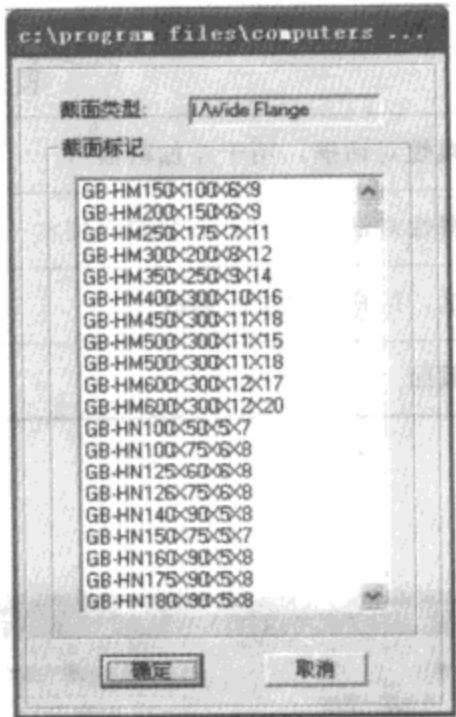 c:\program files\computers ...
截面类型: I/Wide Flange
截面标记
GB-HM150X100X6X9
GB-HM200X150X6X9
GB-HM250X175X7X11
GB-HM300X200X8X12
GB-HM350X250X9X14
GB-HM400X300X10X16
GB-HM450X300X11X18
GB-HM500X300X11X15
GB-HM500X300X11X18
GB-HM600X300X12X17
GB-HM600X300X12X20
GB-HN100X50X5X7
GB-HN100X75X6X8
GB-HN125X60X6X8
GB-HN126X75X6X8
GB-HN140X90X5X8
GB-HN150X75X5X7
GB-HN160X90X5X8
GB-HN175X90X5X8
GB-HN180X90X5X8
确定 取消